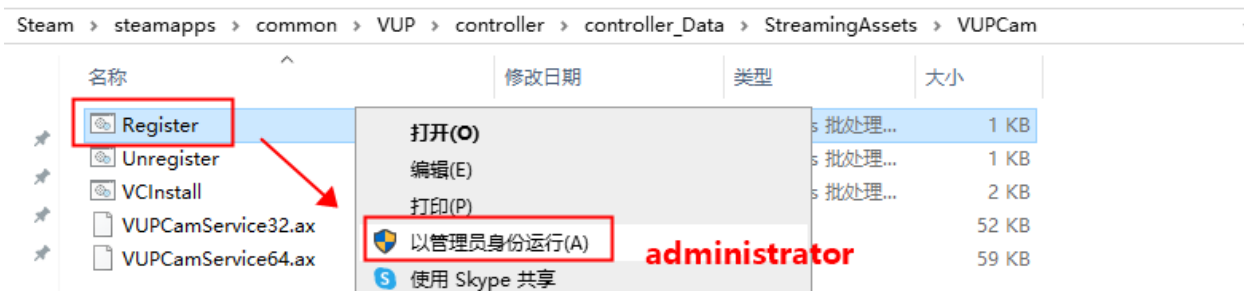 Steam > steamapps > common > VUP > controller > controller_Data > StreamingAssets > VUPCam
名称 修改日期 类型 大小
Register
打开(O)
s 批处理... 1 KB
Unregister
编辑(E)
s 批处理... 1 KB
VCInstall
打印(P)
s 批处理... 2 KB
VUPCamService32.ax
以管理员身份运行(A)
52 KB
administrator
VUPCamService64.ax
使用 Skype 共享
59 KB